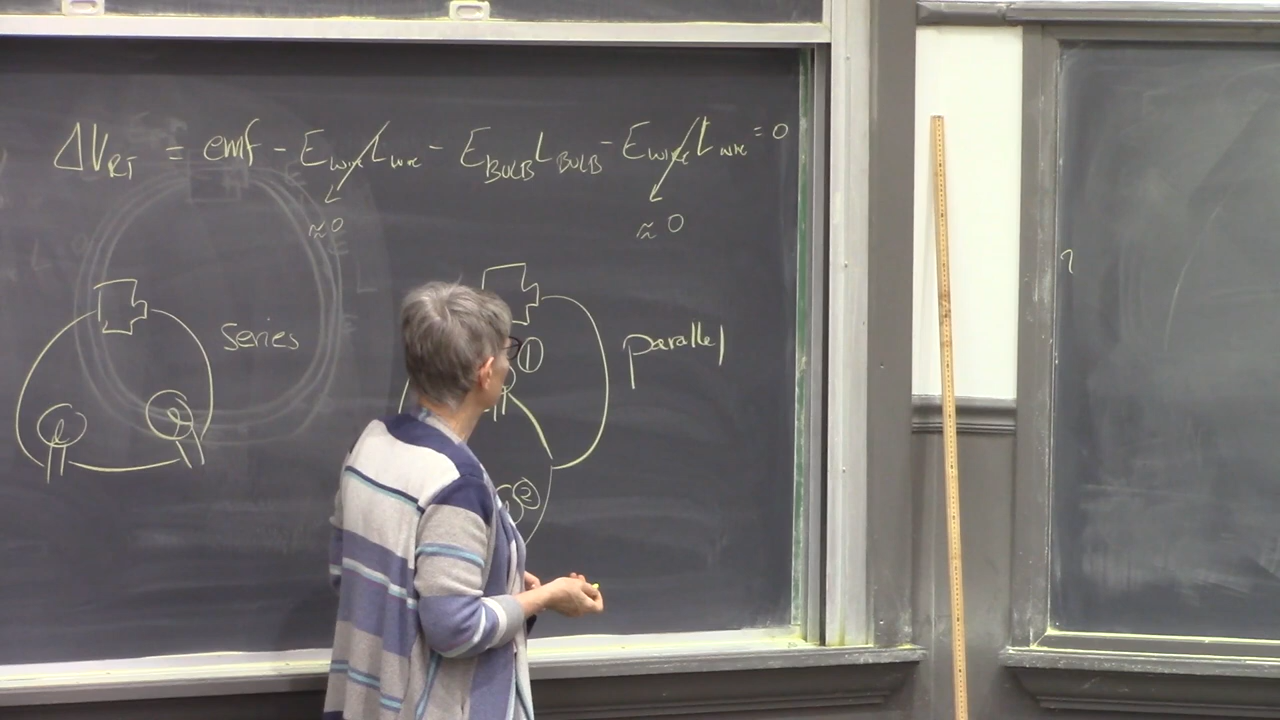 ΔV_RT = emf - E_wire L_wire - E_BULB L_BULB - E_wire L_wire = 0
≈ 0 ≈ 0
series
① parallel
②